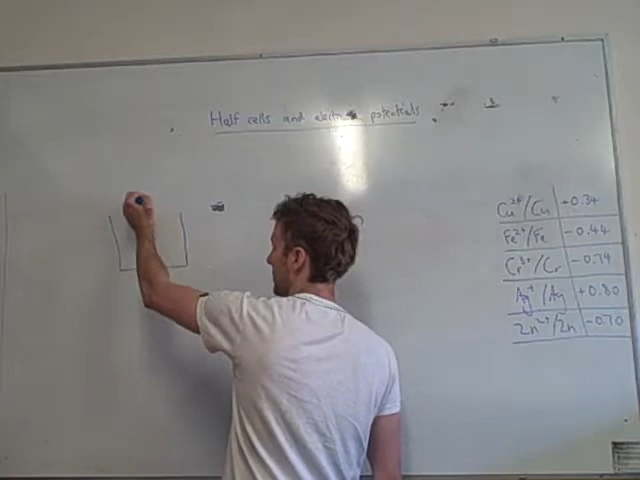 Half cells and electrode potentials
Cu²⁺/Cu +0.34
Fe²⁺/Fe -0.44
Cr³⁺/Cr -0.74
Ag⁺/Ag +0.80
Zn²⁺/Zn -0.70